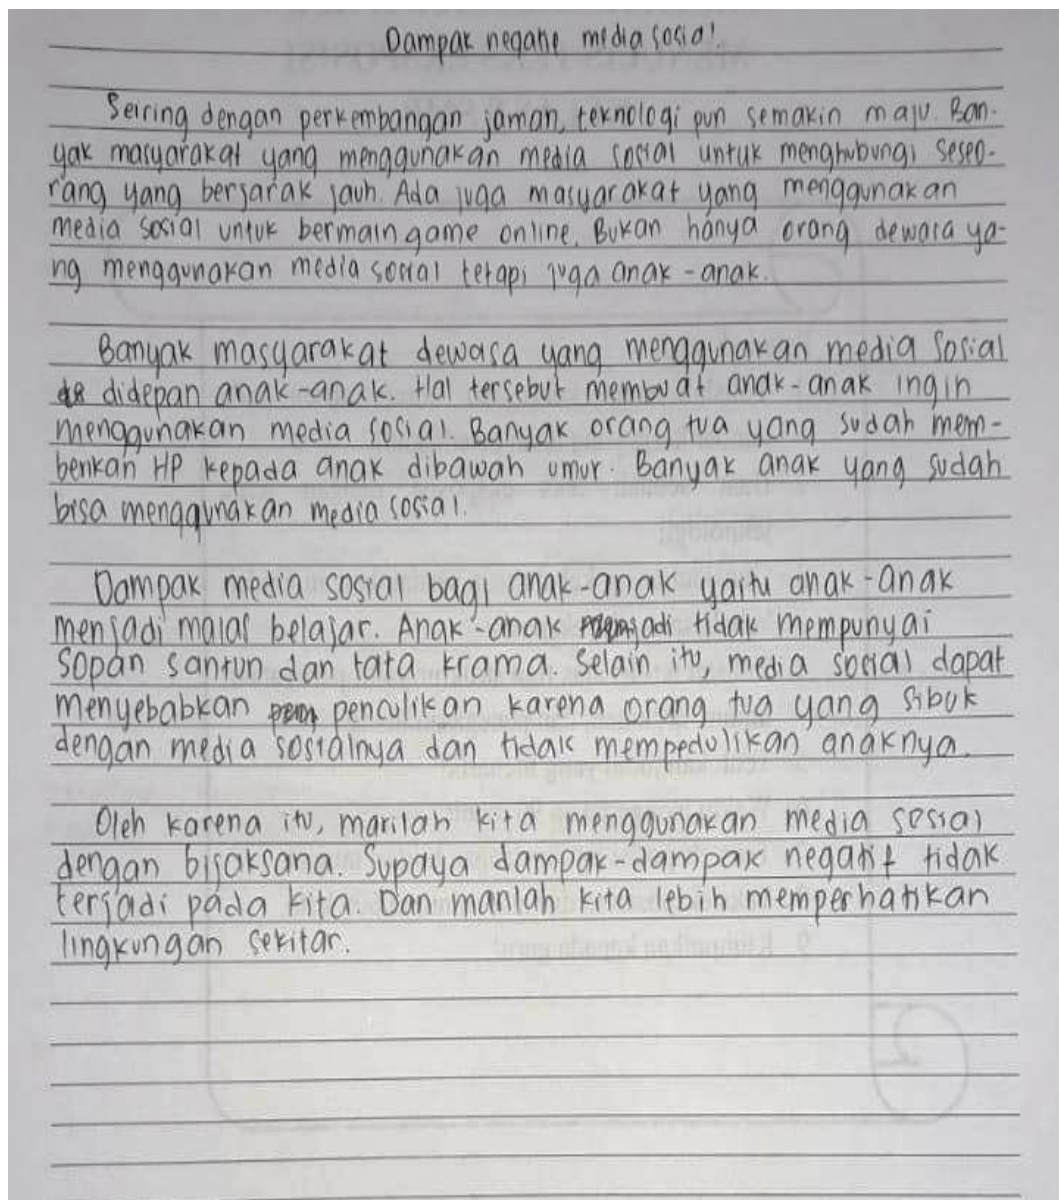 Dampak negatie media sosial
Seiring dengan perkembangan jaman, teknologi pun semakin maju. Ban-
yak masyarakat yang menggunakan media sosial untuk menghubungi seseo-
rang yang berjarak jauh. Ada juga masyarakat yang menggunakan
media sosial untuk bermain game online. Bukan hanya orang dewasa ya-
ng menggunakan media sosial tetapi juga anak-anak.
Banyak masyarakat dewasa yang menggunakan media sosial
didepan anak-anak. Hal tersebut membuat anak-anak ingin
menggunakan media sosial. Banyak orang tua yang sudah mem-
berikan HP kepada anak dibawah umur. Banyak anak yang sudah
bisa menggunakan media sosial.
Dampak media sosial bagi anak-anak yaitu anak-anak
menjadi malas belajar. Anak-anak menjadi tidak mempunyai
sopan santun dan tata krama. Selain itu, media sosial dapat
menyebabkan penculikan karena orang tua yang sibuk
dengan media sosialnya dan tidak mempedulikan anaknya.
Oleh karena itu, marilah kita menggunakan media sosial
dengan bijaksana. Supaya dampak-dampak negatif tidak
terjadi pada kita. Dan marilah kita lebih memperhatikan
lingkungan sekitar.